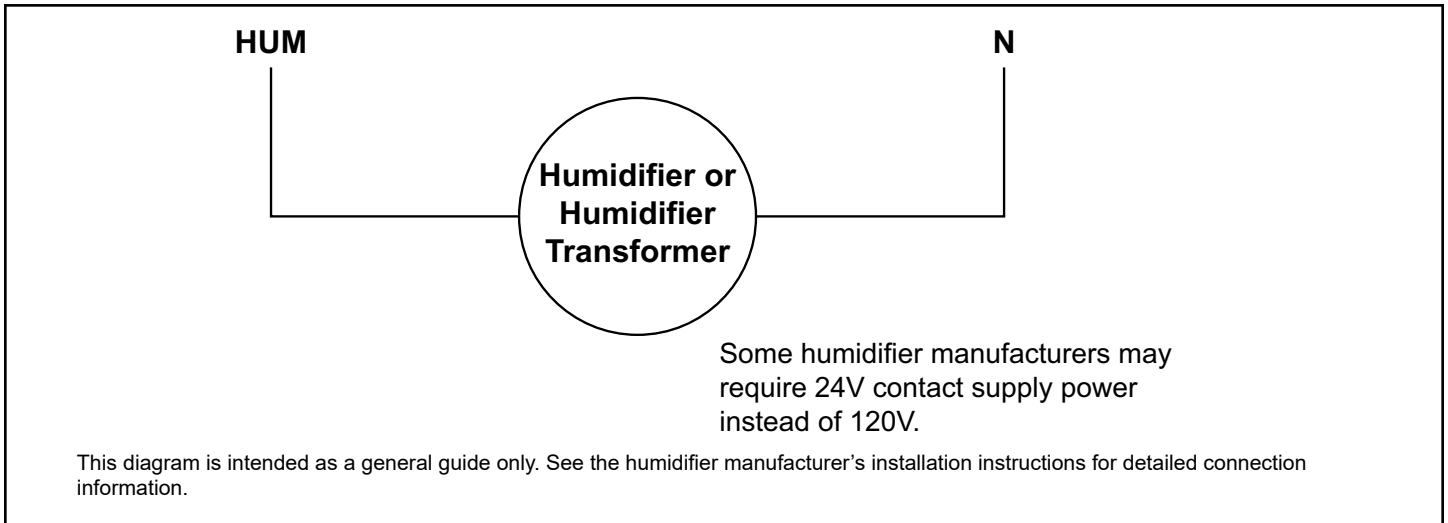 HUM
N
Humidifier or
Humidifier
Transformer
Some humidifier manufacturers may
require 24V contact supply power
instead of 120V.
This diagram is intended as a general guide only. See the humidifier manufacturer’s installation instructions for detailed connection
information.